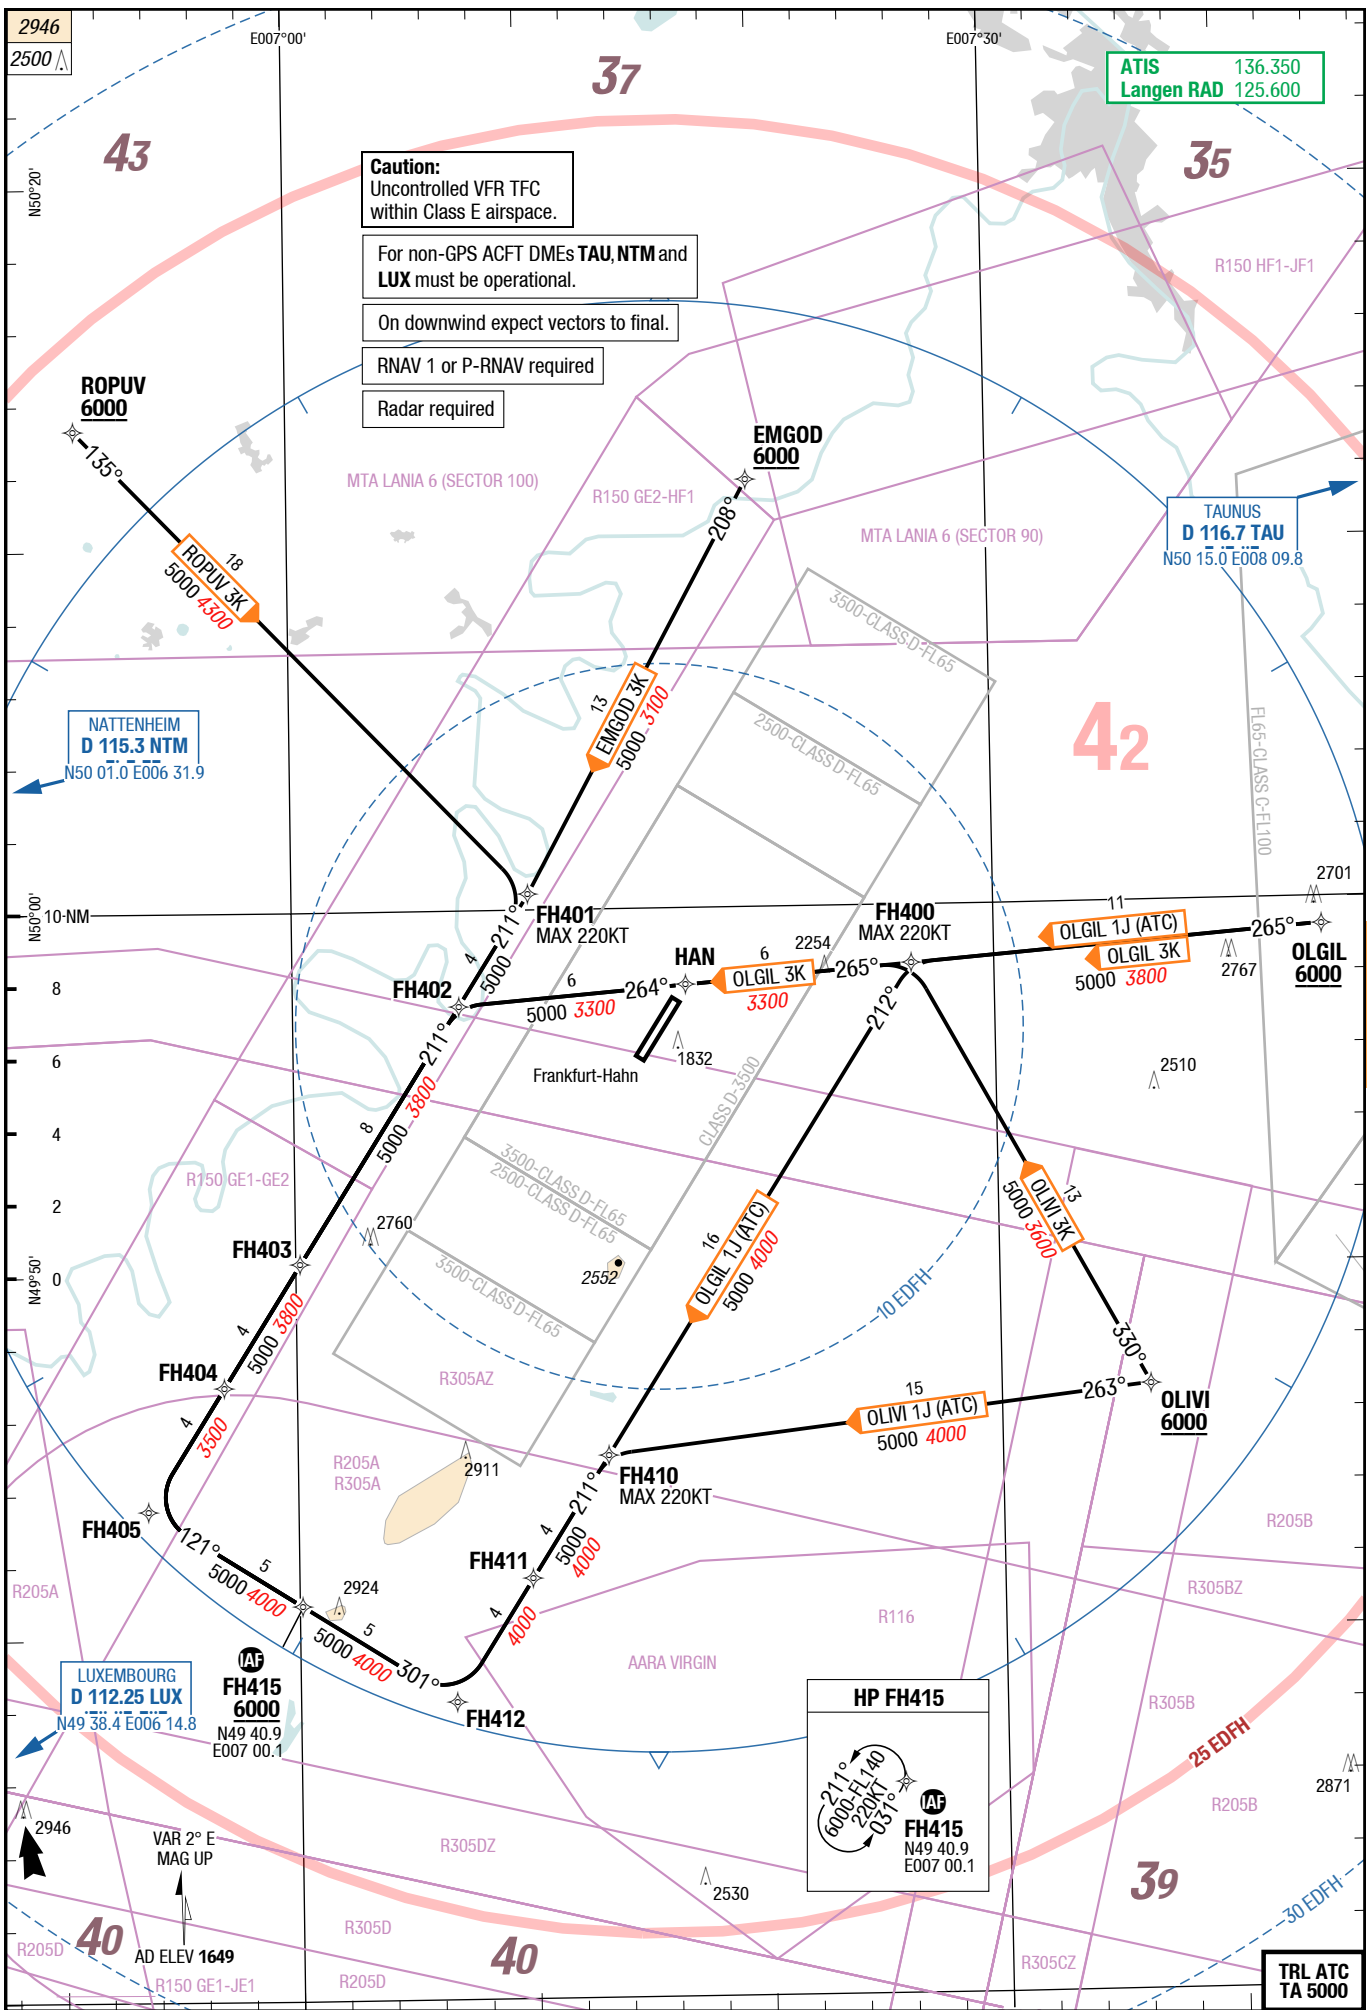 2946
2500
E007°00'
E007°30'
37
ATIS 136.350
Langen RAD 125.600
43
35
N50°20'
Caution:
Uncontrolled VFR TFC
within Class E airspace.
For non-GPS ACFT DMEs TAU, NTM and
LUX must be operational.
On downwind expect vectors to final.
RNAV 1 or P-RNAV required
Radar required
R150 HF1-JF1
ROPUV
6000
135°
EMGOD
6000
208°
MTA LANIA 6 (SECTOR 100)
R150 GE2-HF1
MTA LANIA 6 (SECTOR 90)
TAUNUS
D 116.7 TAU
N50 15.0 E008 09.8
18
ROPUV 3K
5000 4300
3500-CLASS D-FL65
13
EMGOD 3K
5000 3100
2500-CLASS D-FL65
42
FL65-CLASS C-FL100
NATTENHEIM
D 115.3 NTM
N50 01.0 E006 31.9
2701
N50°00'
10 NM
8
6
4
2
0
211°
FH401
MAX 220KT
4
5000
FH400
MAX 220KT
11
OLGIL 1J (ATC)
OLGIL 3K
5000 3800
265°
OLGIL
6000
2767
HAN
6
2254
OLGIL 3K
3300
265°
FH402
6
5000 3300
264°
212°
211°
1832
Frankfurt-Hahn
2510
CLASS D-3500
8
5000 3800
R150 GE1-GE2
3500-CLASS D-FL65
2500-CLASS D-FL65
2760
FH403
N49°50'
3500-CLASS D-FL65
2552
16
OLGIL 1J (ATC)
5000 4000
13
OLIVI 3K
5000 3600
10 EDFH
330°
4
5000 3800
FH404
R305AZ
15
OLIVI 1J (ATC)
5000 4000
263°
OLIVI
6000
4
3500
R205A
R305A
2911
211°
FH410
MAX 220KT
FH405
121°
5
5000 4000
2924
FH411
4
5000
4000
R205B
R205A
R305BZ
R116
4
4000
5
5000 4000
301°
FH412
AARA VIRGIN
IAF
FH415
6000
N49 40.9
E007 00.1
LUXEMBOURG
D 112.25 LUX
N49 38.4 E006 14.8
HP FH415
211°
6000-FL140
220KT
031°
IAF
FH415
N49 40.9
E007 00.1
R305B
25 EDFH
2871
R205B
2946
VAR 2° E
MAG UP
R305DZ
2530
39
30 EDFH
AD ELEV 1649
R205D
40
R305D
40
R305CZ
R150 GE1-JE1
R205D
TRL ATC
TA 5000